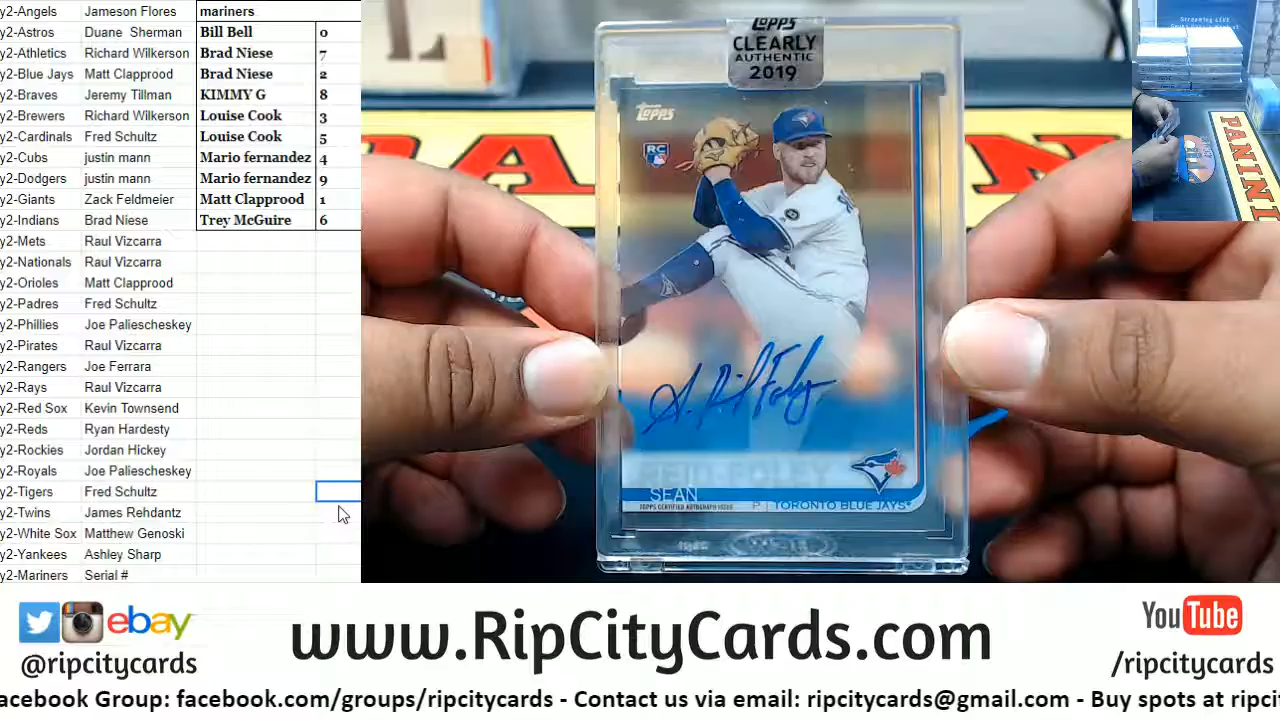 y2-Angels Jameson Flores mariners
y2-Astros Duane Sherman Bill Bell 0
y2-Athletics Richard Wilkerson Brad Niese 7
y2-Blue Jays Matt Clapprood Brad Niese 2
y2-Braves Jeremy Tillman KIMMY G 8
y2-Brewers Richard Wilkerson Louise Cook 3
y2-Cardinals Fred Schultz Louise Cook 5
y2-Cubs justin mann Mario fernandez 4
y2-Dodgers justin mann Mario fernandez 9
y2-Giants Zack Feldmeier Matt Clapprood 1
y2-Indians Brad Niese Trey McGuire 6
y2-Mets Raul Vizcarra
y2-Nationals Raul Vizcarra
y2-Orioles Matt Clapprood
y2-Padres Fred Schultz
y2-Phillies Joe Paliescheskey
y2-Pirates Raul Vizcarra
y2-Rangers Joe Ferrara
y2-Rays Raul Vizcarra
y2-Red Sox Kevin Townsend
y2-Reds Ryan Hardesty
y2-Rockies Jordan Hickey
y2-Royals Joe Paliescheskey
y2-Tigers Fred Schultz
y2-Twins James Rehdantz
y2-White Sox Matthew Genoski
y2-Yankees Ashley Sharp
y2-Mariners Serial #
TOPPS
CLEARLY
AUTHENTIC
2019
Topps
RC
REID-FOLEY
SEAN
TOPPS CERTIFIED AUTOGRAPH ISSUE P TORONTO BLUE JAYS
Streaming LIVE
PANINI
ebay
@ripcitycards
www.RipCityCards.com
YouTube
/ripcitycards
acebook Group: facebook.com/groups/ripcitycards - Contact us via email: ripcitycards@gmail.com - Buy spots at ripci